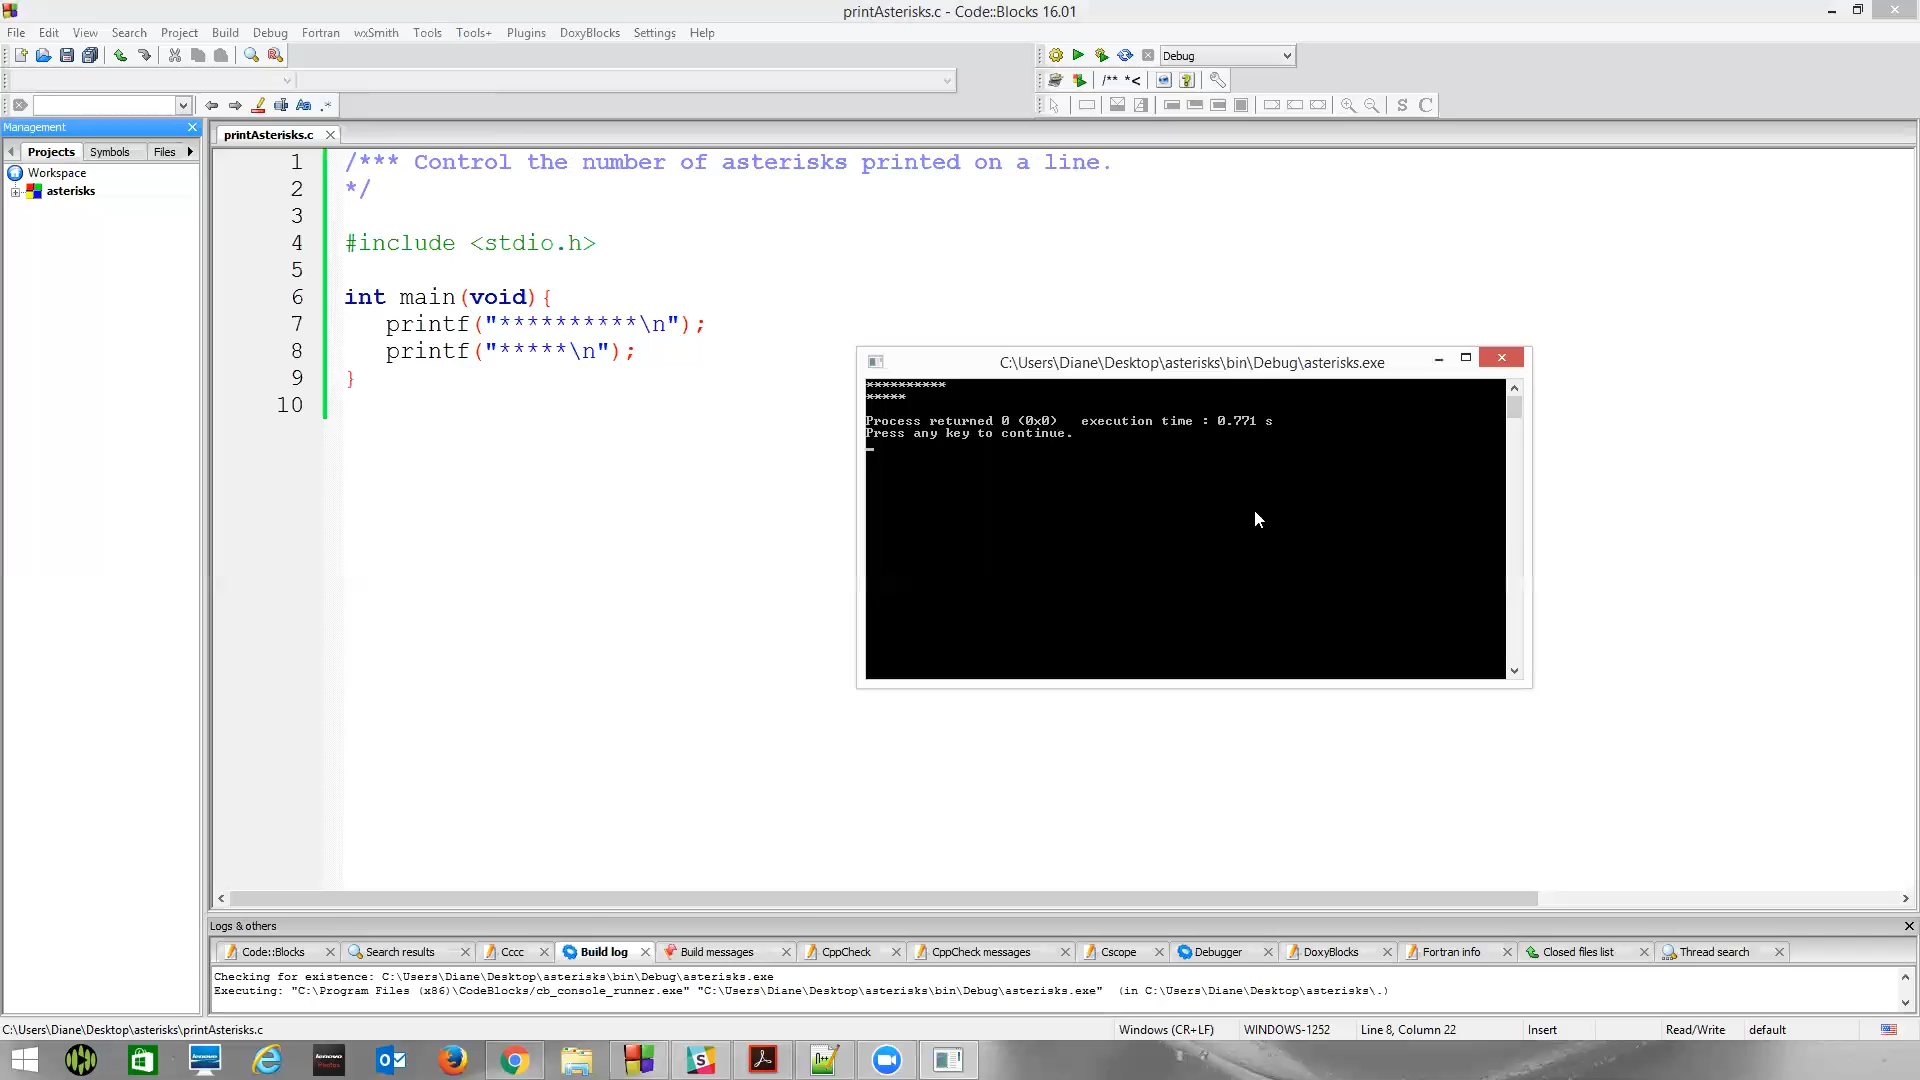 printAsterisks.c - Code::Blocks 16.01
File Edit View Search Project Build Debug Fortran wxSmith Tools Tools+ Plugins DoxyBlocks Settings Help
Debug
/** *<
Aa .*
S C
Management
printAsterisks.c
Projects Symbols Files
Workspace
asterisks
1 /*** Control the number of asterisks printed on a line.
2 */
3
4 #include <stdio.h>
5
6 int main(void){
7 printf("**********\n");
8 printf("*****\n");
9 }
10
C:\Users\Diane\Desktop\asterisks\bin\Debug\asterisks.exe
**********
*****
Process returned 0 (0x0)   execution time : 0.771 s
Press any key to continue.
Logs & others
Code::Blocks Search results Cccc Build log Build messages CppCheck CppCheck messages Cscope Debugger DoxyBlocks Fortran info Closed files list Thread search
Checking for existence: C:\Users\Diane\Desktop\asterisks\bin\Debug\asterisks.exe
Executing: "C:\Program Files (x86)\CodeBlocks/cb_console_runner.exe" "C:\Users\Diane\Desktop\asterisks\bin\Debug\asterisks.exe"  (in C:\Users\Diane\Desktop\asterisks\.)
C:\Users\Diane\Desktop\asterisks\printAsterisks.c Windows (CR+LF) WINDOWS-1252 Line 8, Column 22 Insert Read/Write default
lenovo